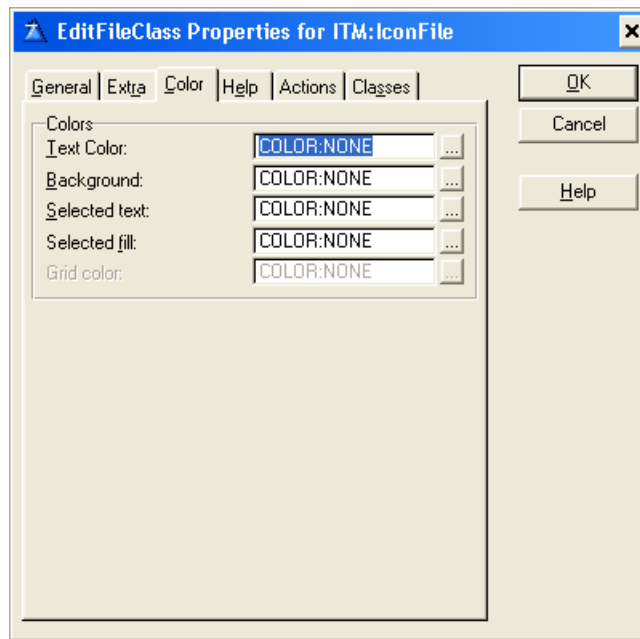 EditFileClass Properties for ITM:IconFile
General Extra Color Help Actions Classes
OK
Cancel
Help
Colors
Text Color: COLOR:NONE ...
Background: COLOR:NONE ...
Selected text: COLOR:NONE ...
Selected fill: COLOR:NONE ...
Grid color: COLOR:NONE ...